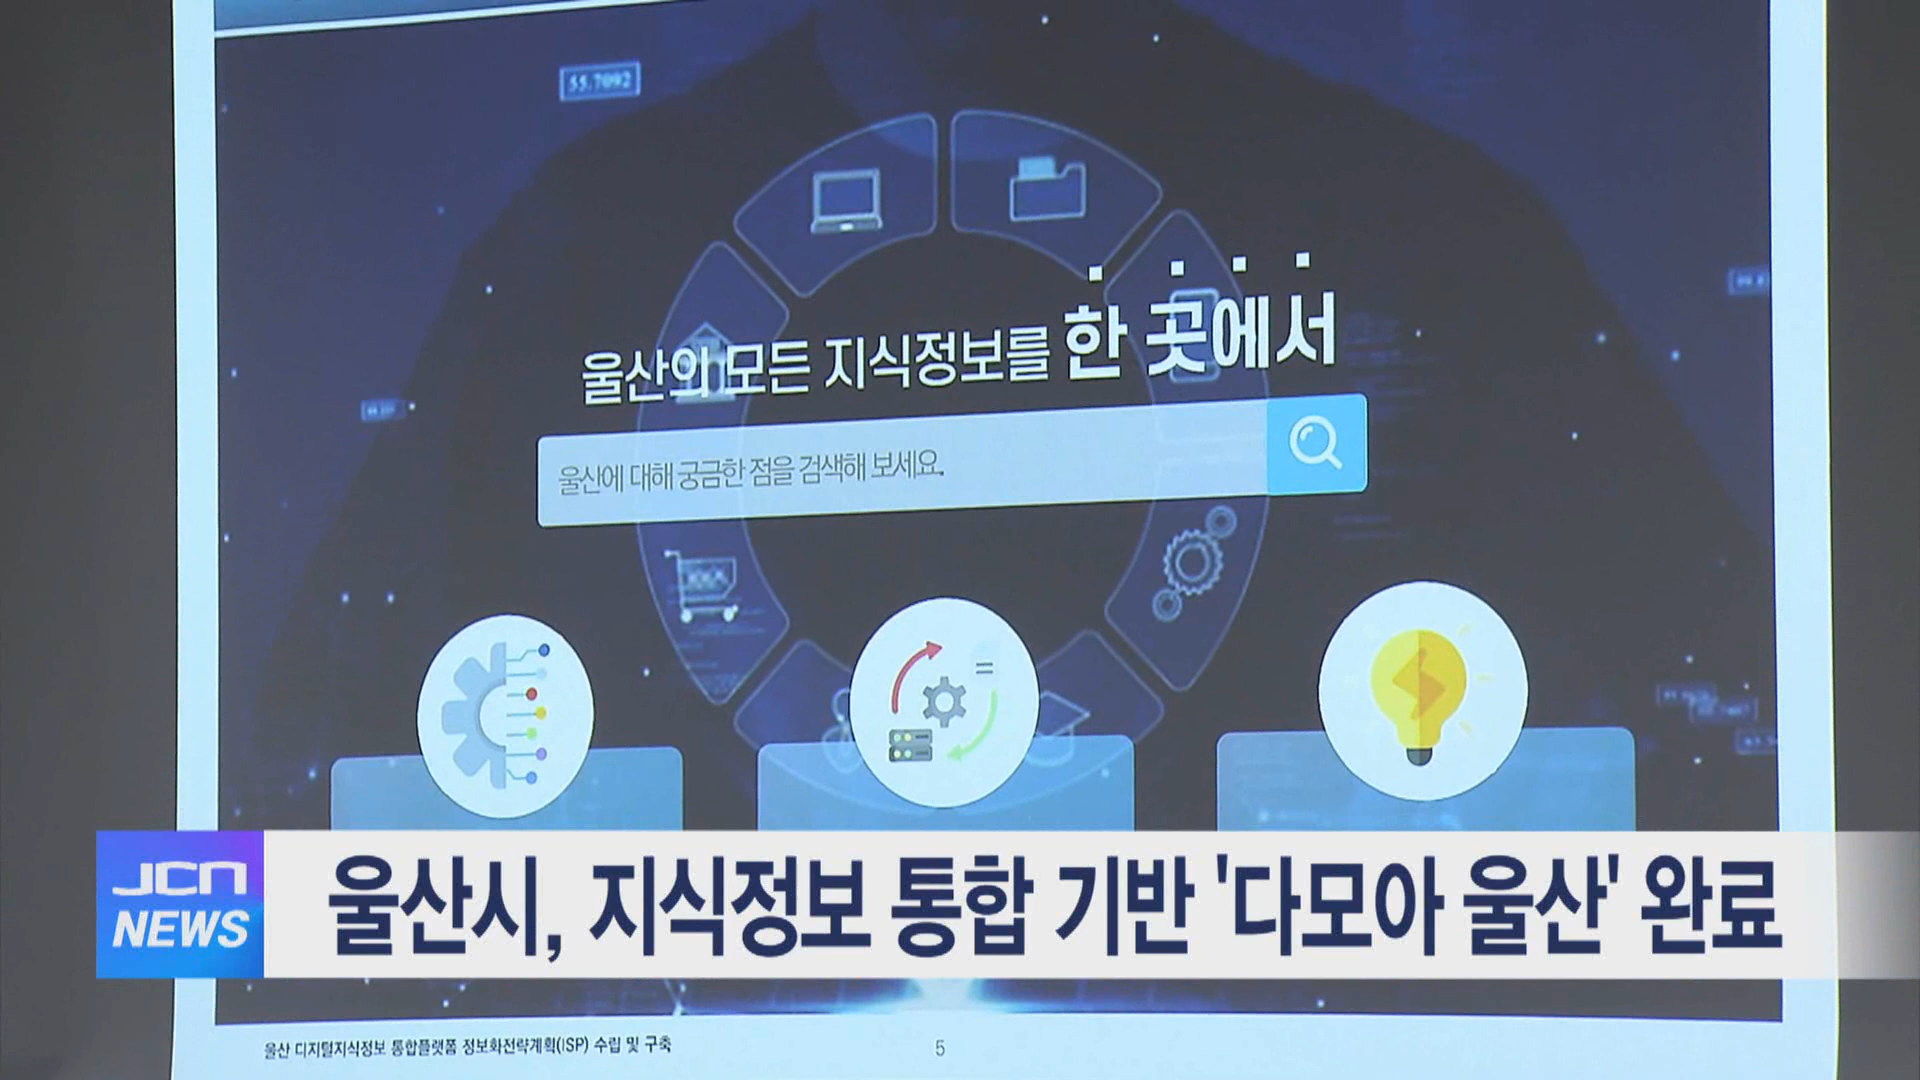 55.7092
울산의 모든 지식정보를 한 곳에서
울산에 대해 궁금한 점을 검색해 보세요.
JCN
NEWS
울산시, 지식정보 통합 기반 '다모아 울산' 완료
울산 디지털지식정보 통합플랫폼 정보화전략계획(ISP) 수립 및 구축
5